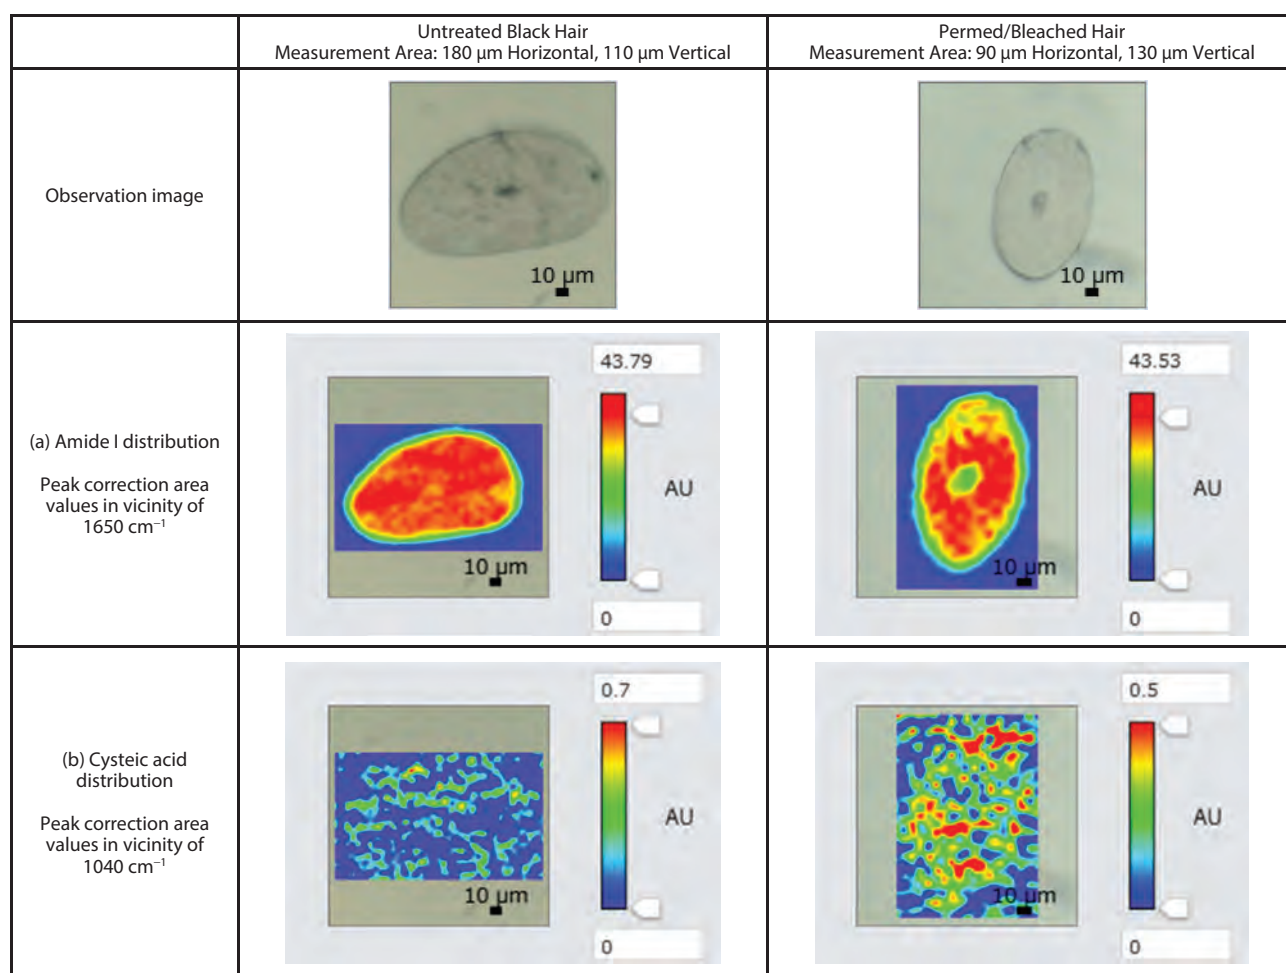 Untreated Black Hair
Measurement Area: 180 µm Horizontal, 110 µm Vertical
Permed/Bleached Hair
Measurement Area: 90 µm Horizontal, 130 µm Vertical
Observation image
10 µm
10 µm
(a) Amide I distribution
Peak correction area
values in vicinity of
1650 cm⁻¹
43.79
AU
10 µm
0
43.53
AU
10 µm
0
(b) Cysteic acid
distribution
Peak correction area
values in vicinity of
1040 cm⁻¹
0.7
AU
10 µm
0
0.5
AU
10 µm
0